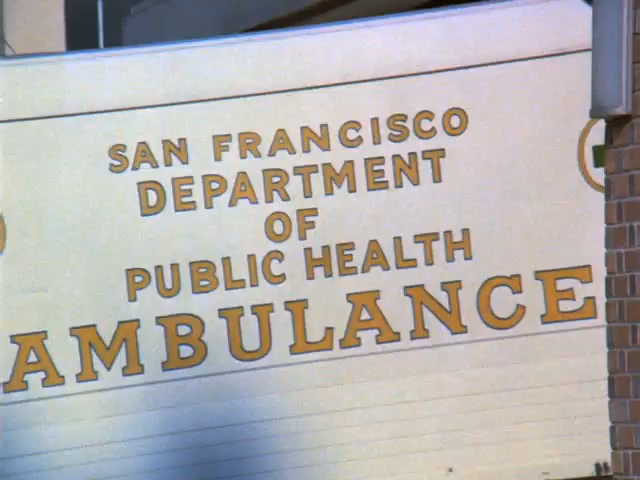 SAN FRANCISCO
DEPARTMENT
OF
PUBLIC HEALTH
AMBULANCE